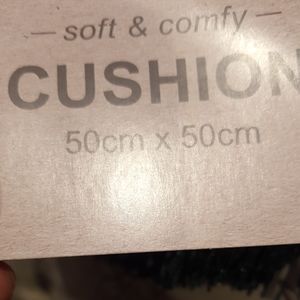 — soft & comfy —
CUSHION
50cm x 50cm